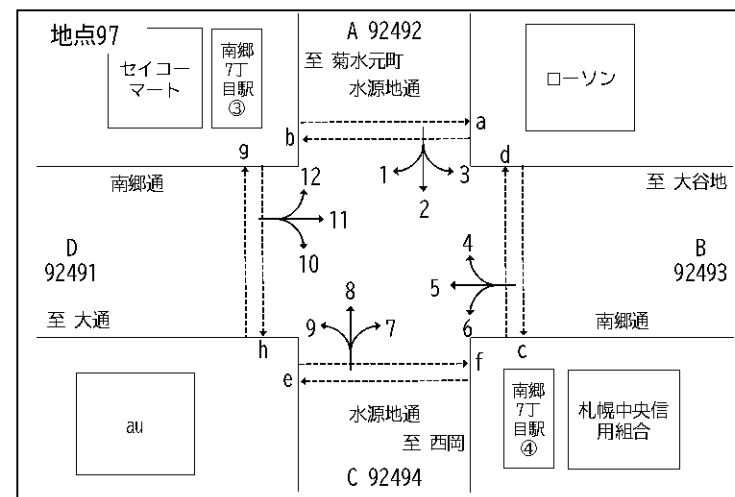 地点97
A 92492
至 菊水元町
水源地通
セイコー
マート
南郷
7丁
目駅
③
ローソン
a
b
g
d
南郷通
至 大谷地
12
11
10
1
2
3
D
92491
B
92493
4
5
6
8
9
7
至 大通
南郷通
h
c
f
e
au
水源地通
至 西岡
C 92494
南郷
7丁
目駅
④
札幌中央信
用組合